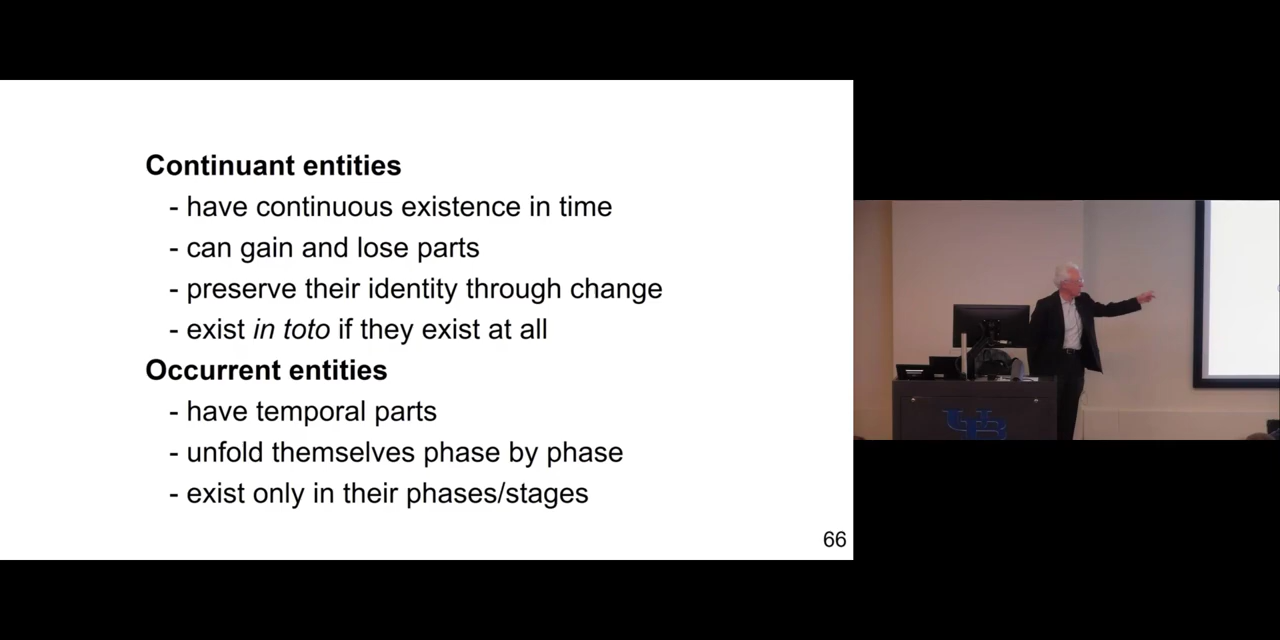 Continuant entities
- have continuous existence in time
- can gain and lose parts
- preserve their identity through change
- exist in toto if they exist at all
Occurrent entities
- have temporal parts
- unfold themselves phase by phase
- exist only in their phases/stages
66
UB